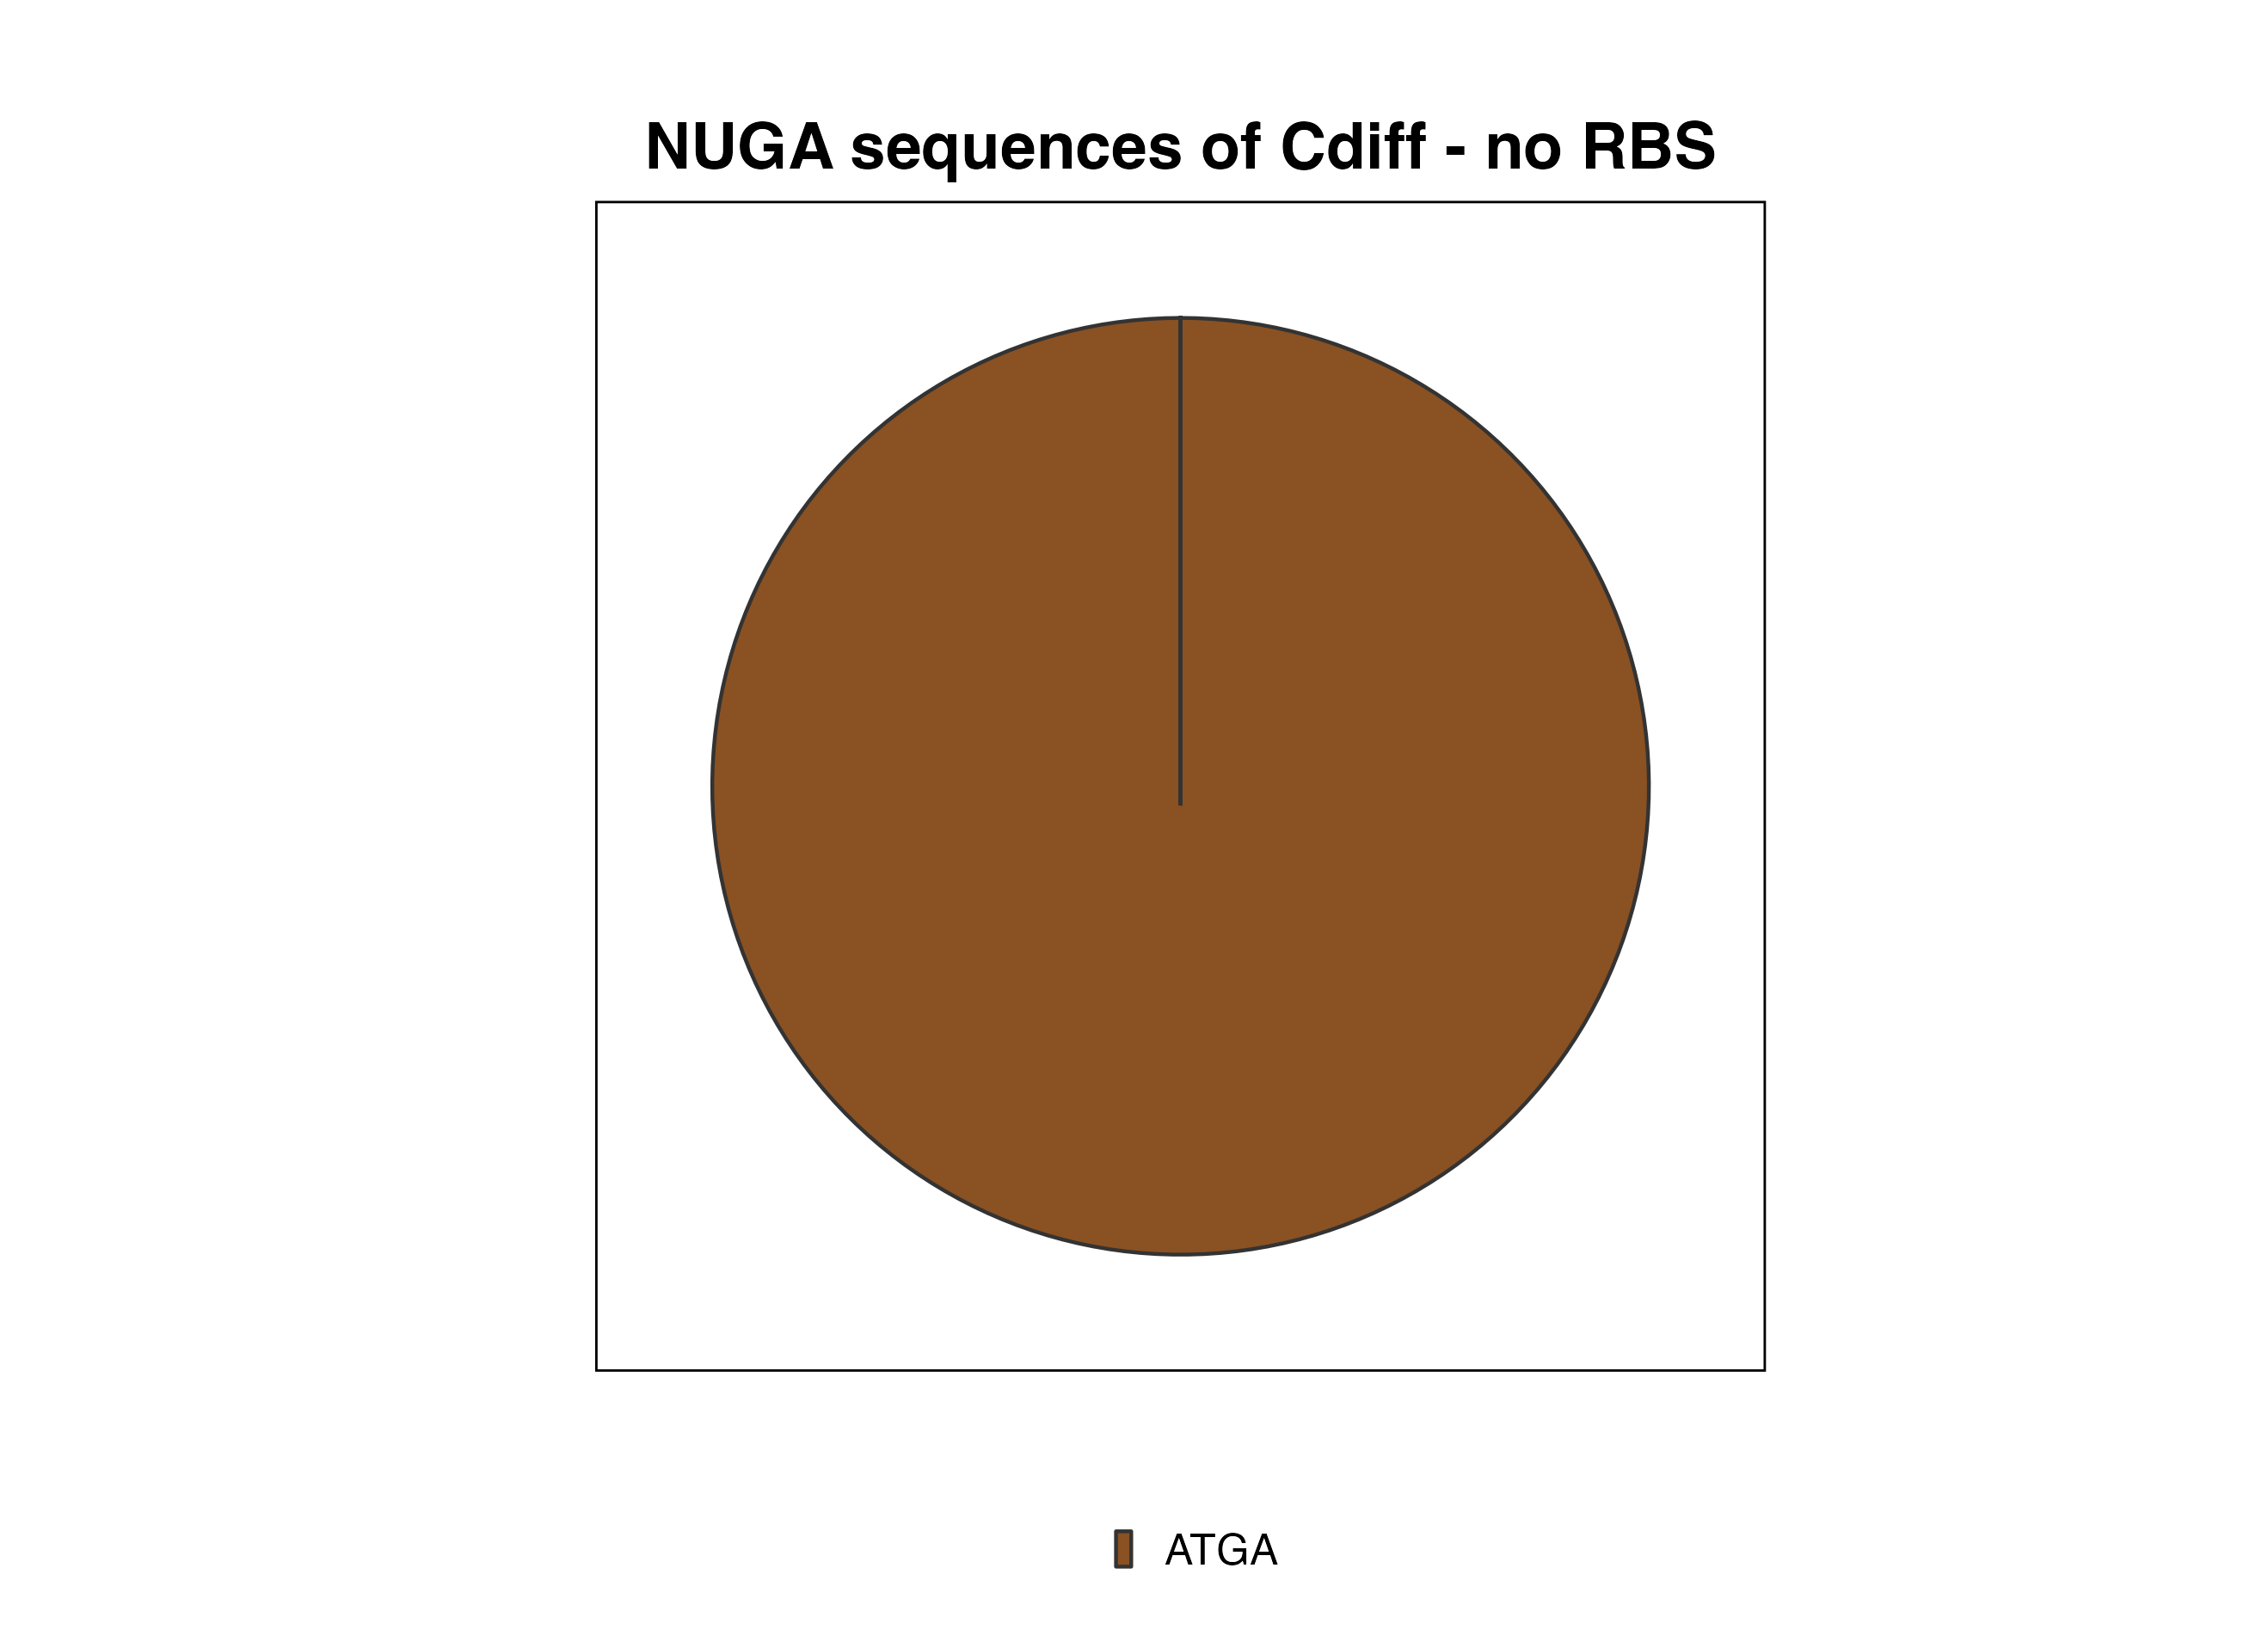 NUGA sequences of Cdiff - no RBS
ATGA